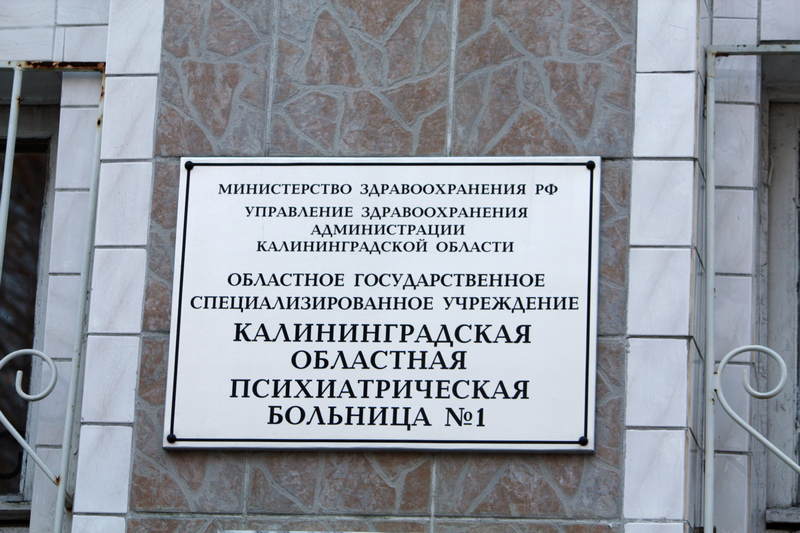 МИНИСТЕРСТВО ЗДРАВООХРАНЕНИЯ РФ
УПРАВЛЕНИЕ ЗДРАВООХРАНЕНИЯ
АДМИНИСТРАЦИИ
КАЛИНИНГРАДСКОЙ ОБЛАСТИ
ОБЛАСТНОЕ ГОСУДАРСТВЕННОЕ
СПЕЦИАЛИЗИРОВАННОЕ УЧРЕЖДЕНИЕ
КАЛИНИНГРАДСКАЯ
ОБЛАСТНАЯ
ПСИХИАТРИЧЕСКАЯ
БОЛЬНИЦА №1